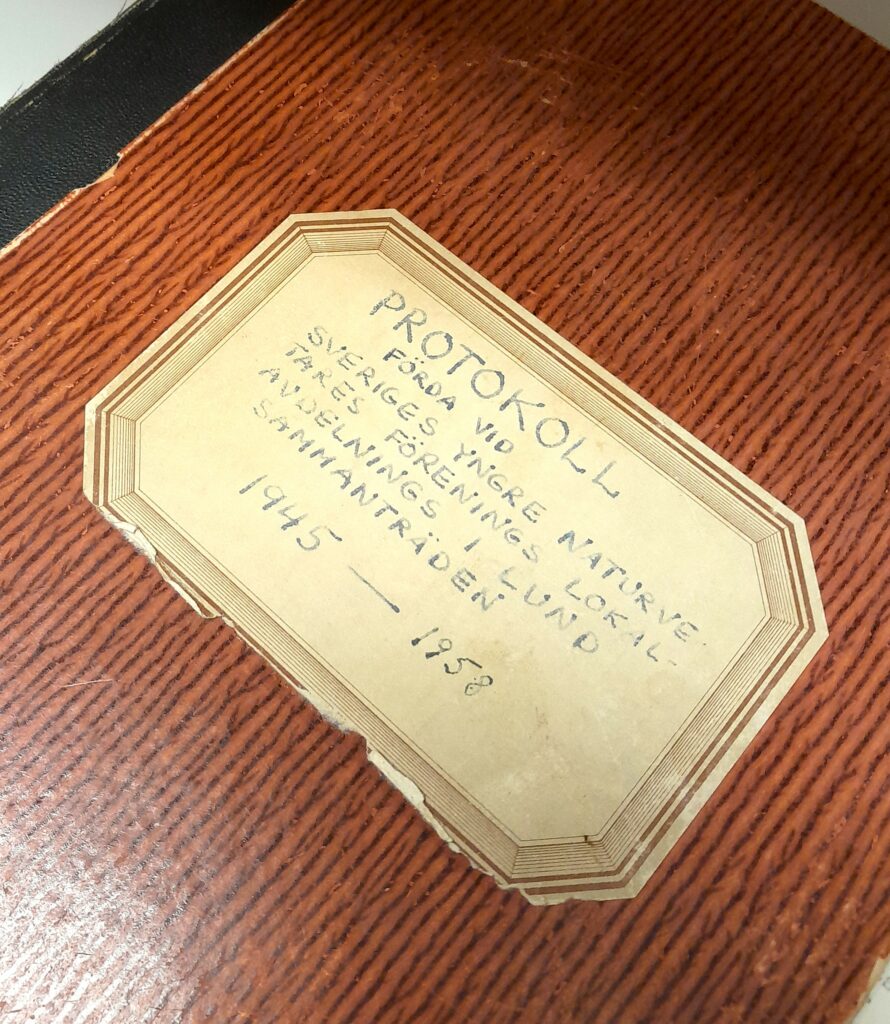 PROTOKOLL
FÖRDA VID
SVERIGES YNGRE NATURVE-
TARES FÖRENINGS LOKAL-
AVDELNINGS I LUND
SAMMANTRÄDEN
1945 — 1958